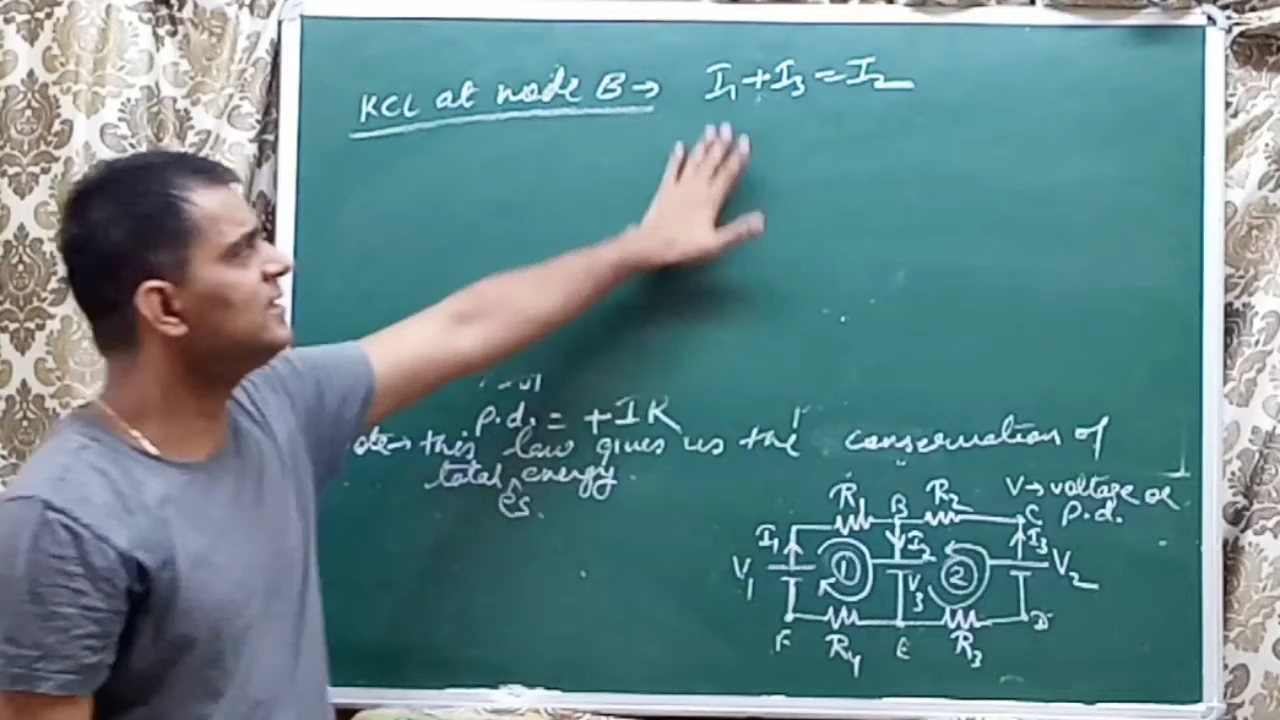 KCL at node B→ I₁+I₃=I₂
p.d. = +IR
this law gives us the conservation of
total energy
es.
V→ voltage or
p.d.
R₁ B R₂ C
I₁ I₂ I₃
V₁ 1 V₃ 2 V₂
F R₄ E R₃ D